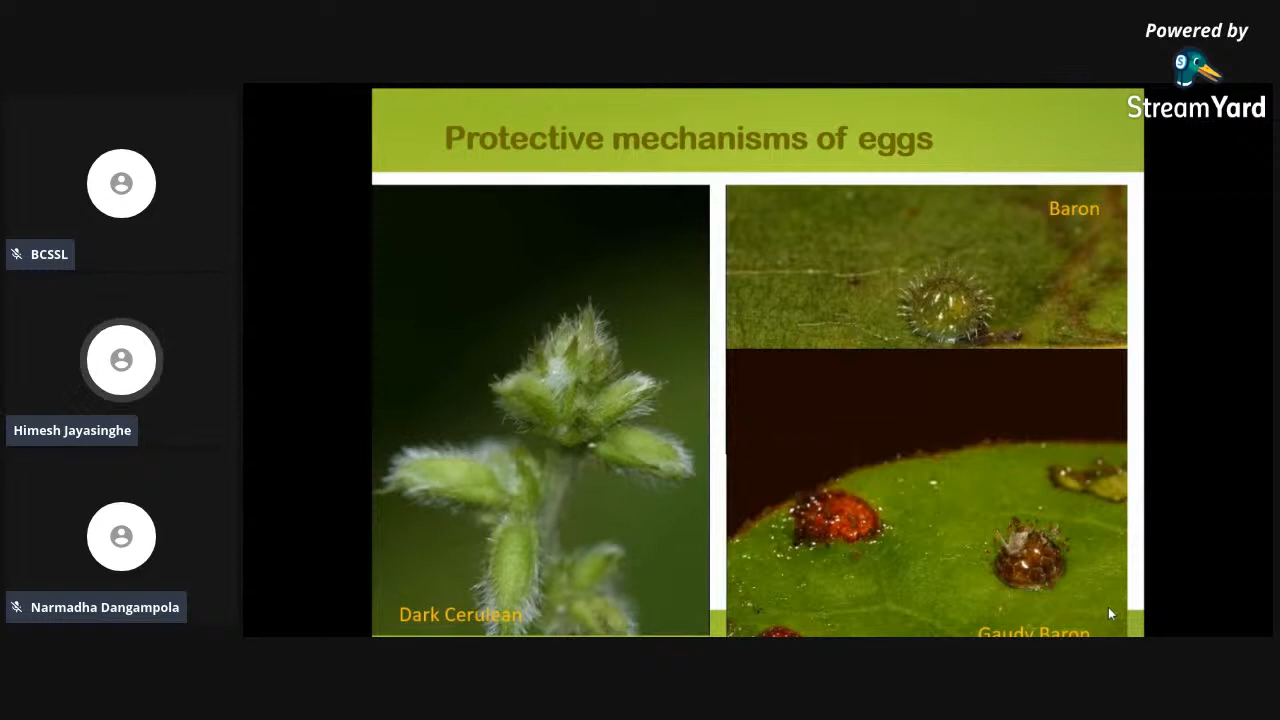 Powered by
StreamYard
BCSSL
Himesh Jayasinghe
Narmadha Dangampola
Protective mechanisms of eggs
Baron
Dark Cerulean
Gaudy Baron